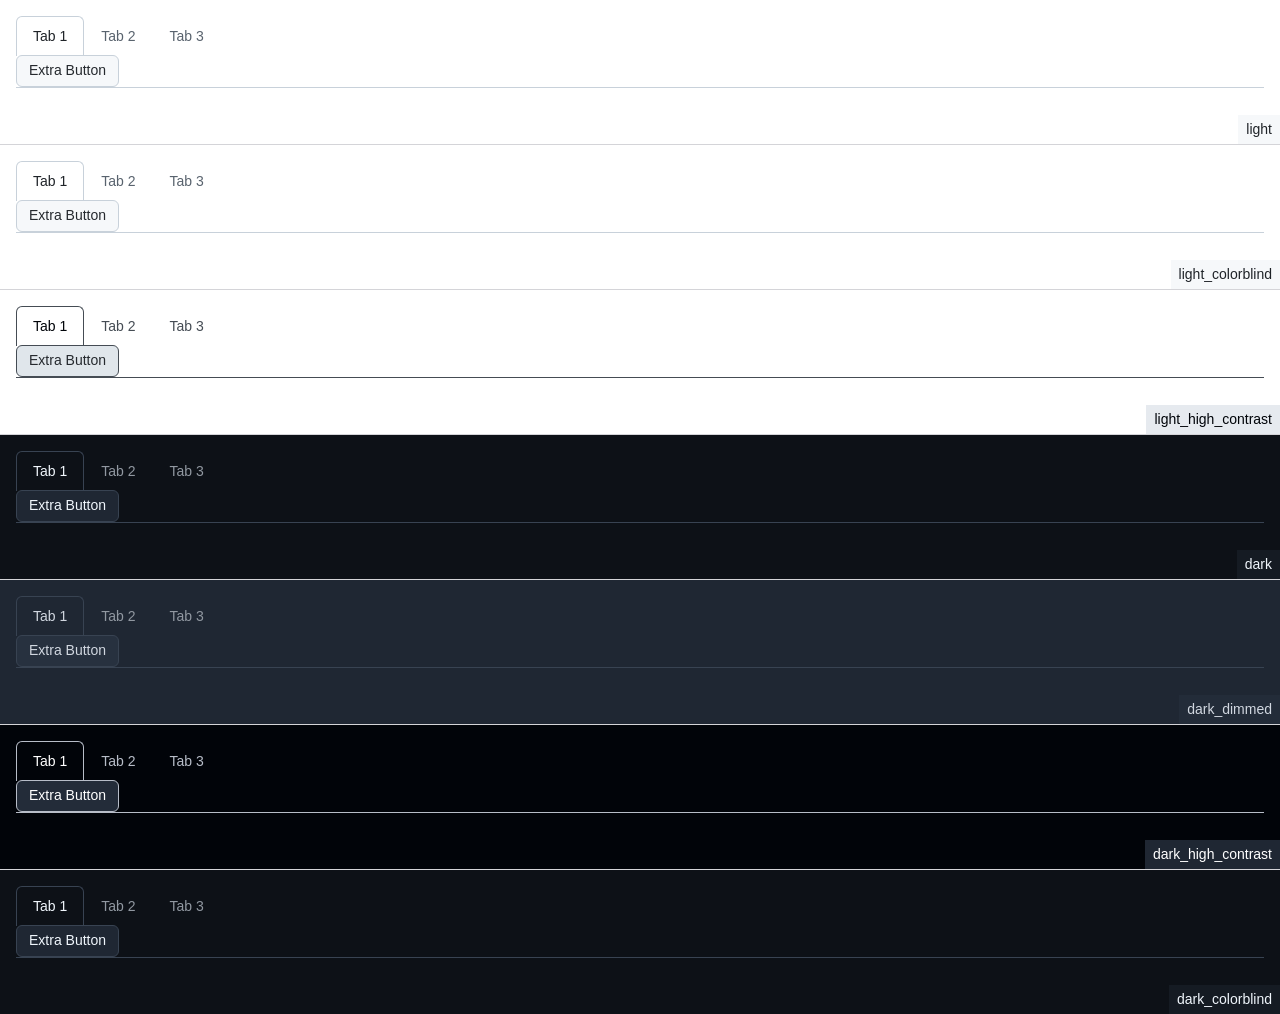 Tab 1 Tab 2 Tab 3
Extra Button
light
Tab 1 Tab 2 Tab 3
Extra Button
light_colorblind
Tab 1 Tab 2 Tab 3
Extra Button
light_high_contrast
Tab 1 Tab 2 Tab 3
Extra Button
dark
Tab 1 Tab 2 Tab 3
Extra Button
dark_dimmed
Tab 1 Tab 2 Tab 3
Extra Button
dark_high_contrast
Tab 1 Tab 2 Tab 3
Extra Button
dark_colorblind